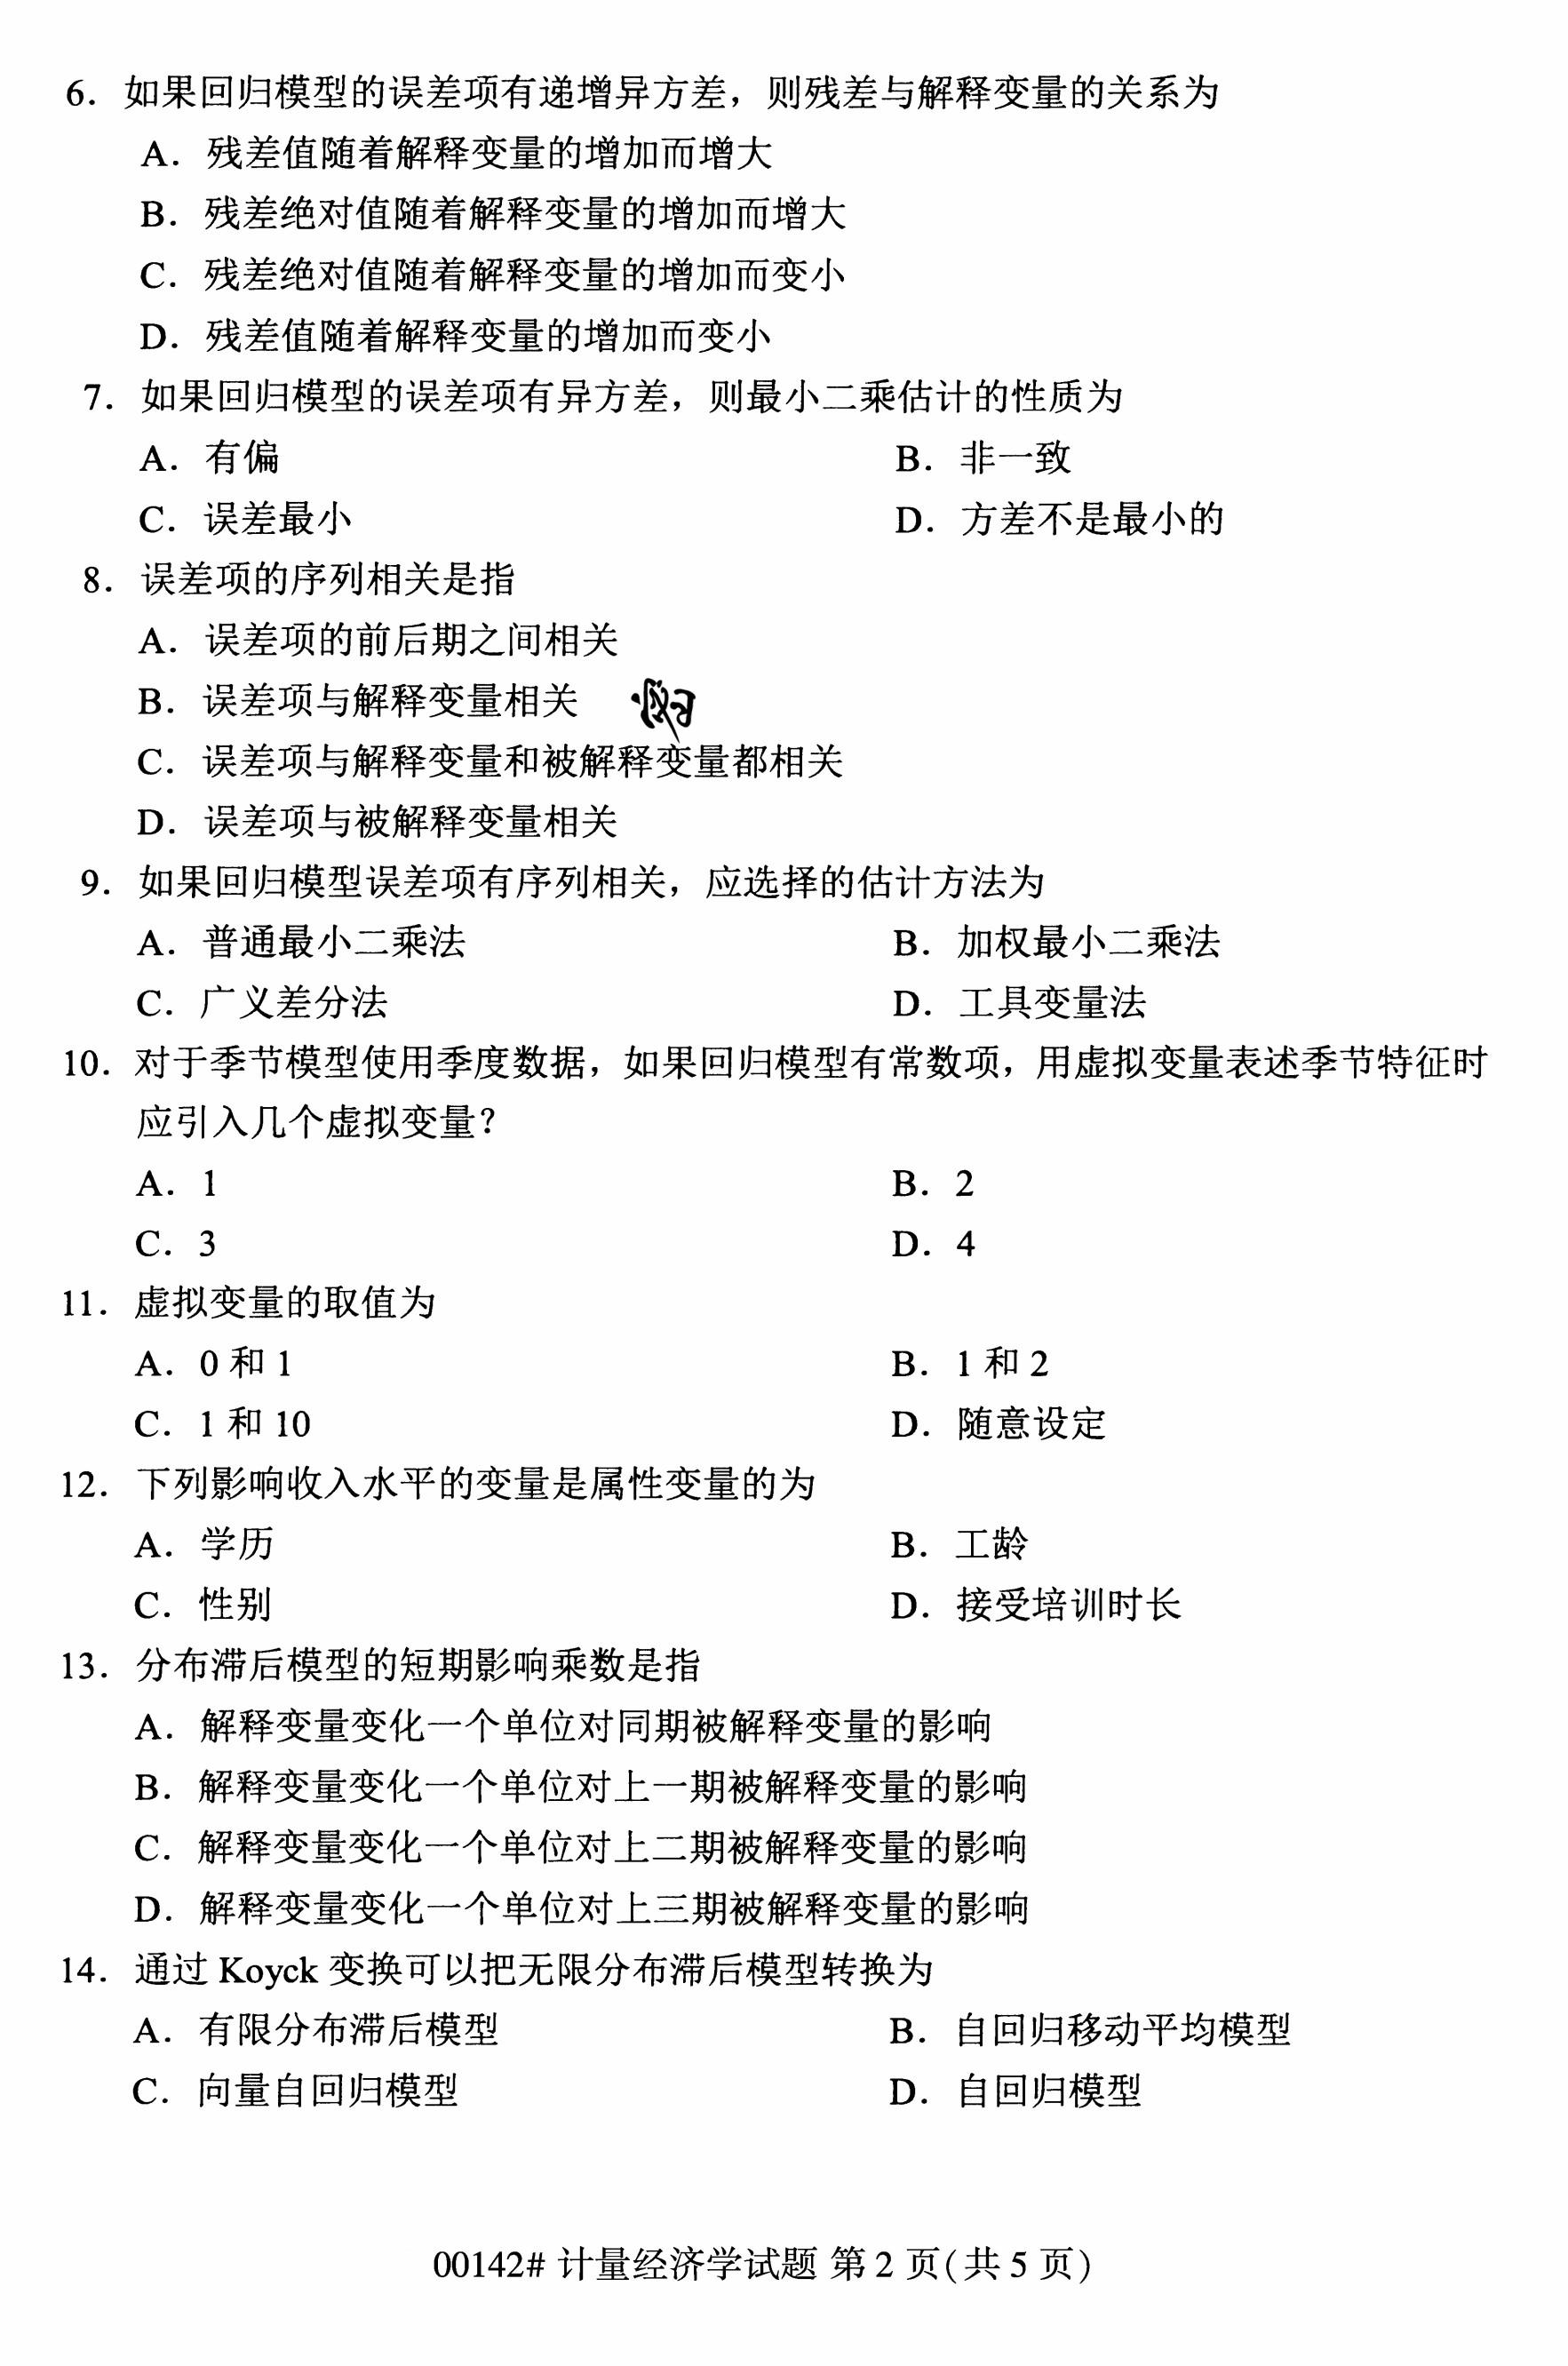 6. 如果回归模型的误差项有递增异方差，则残差与解释变量的关系为
A. 残差值随着解释变量的增加而增大
B. 残差绝对值随着解释变量的增加而增大
C. 残差绝对值随着解释变量的增加而变小
D. 残差值随着解释变量的增加而变小
7. 如果回归模型的误差项有异方差，则最小二乘估计的性质为
A. 有偏 B. 非一致
C. 误差最小 D. 方差不是最小的
8. 误差项的序列相关是指
A. 误差项的前后期之间相关
B. 误差项与解释变量相关
C. 误差项与解释变量和被解释变量都相关
D. 误差项与被解释变量相关
9. 如果回归模型误差项有序列相关，应选择的估计方法为
A. 普通最小二乘法 B. 加权最小二乘法
C. 广义差分法 D. 工具变量法
10. 对于季节模型使用季度数据，如果回归模型有常数项，用虚拟变量表述季节特征时
应引入几个虚拟变量？
A. 1 B. 2
C. 3 D. 4
11. 虚拟变量的取值为
A. 0 和 1 B. 1 和 2
C. 1 和 10 D. 随意设定
12. 下列影响收入水平的变量是属性变量的为
A. 学历 B. 工龄
C. 性别 D. 接受培训时长
13. 分布滞后模型的短期影响乘数是指
A. 解释变量变化一个单位对同期被解释变量的影响
B. 解释变量变化一个单位对上一期被解释变量的影响
C. 解释变量变化一个单位对上二期被解释变量的影响
D. 解释变量变化一个单位对上三期被解释变量的影响
14. 通过 Koyck 变换可以把无限分布滞后模型转换为
A. 有限分布滞后模型 B. 自回归移动平均模型
C. 向量自回归模型 D. 自回归模型
00142# 计量经济学试题 第 2 页(共 5 页)